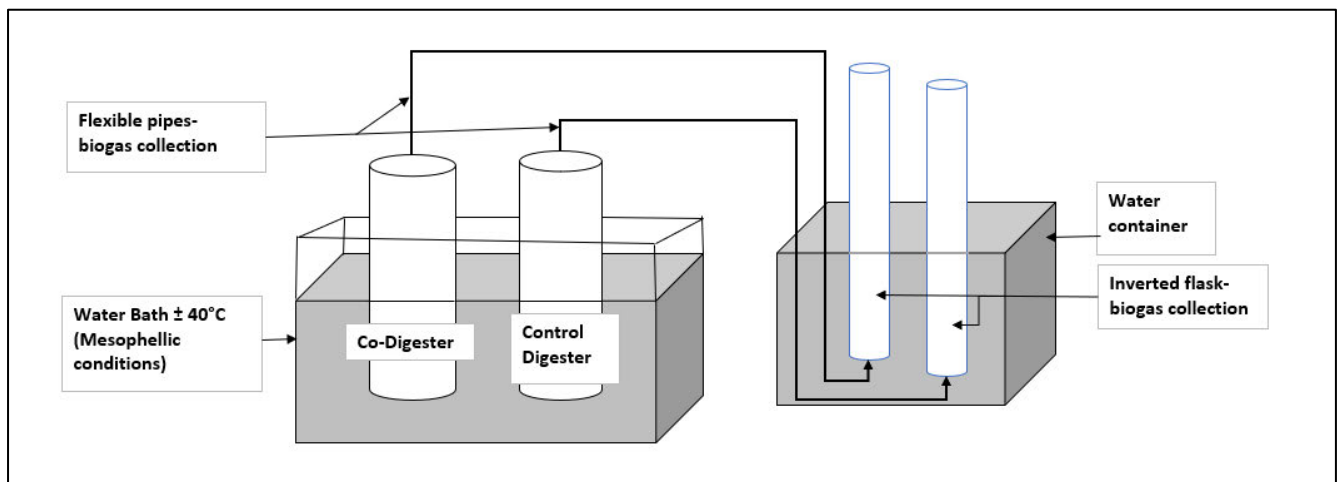 Flexible pipes-
biogas collection
Water Bath ± 40°C
(Mesophellic
conditions)
Co-Digester
Control
Digester
Water
container
Inverted flask-
biogas collection